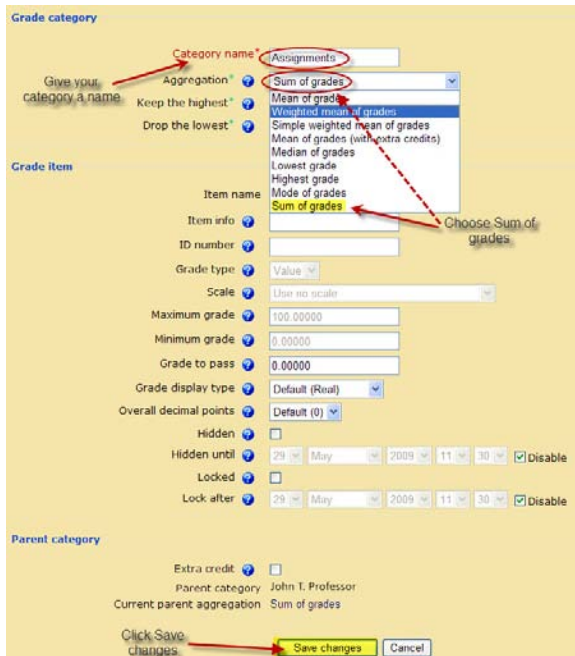 Grade category
Category name* Assignments
Give your category a name
Aggregation* Sum of grades
Keep the highest* Mean of grades
Weighted mean of grades
Drop the lowest* Simple weighted mean of grades
Mean of grades (with extra credits)
Median of grades
Grade item
Lowest grade
Highest grade
Item name Mode of grades
Sum of grades
Item info
Choose Sum of grades
ID number
Grade type Value
Scale Use no scale
Maximum grade 100.00000
Minimum grade 0.00000
Grade to pass 0.00000
Grade display type Default (Real)
Overall decimal points Default (0)
Hidden
Hidden until 29 May 2009 11 30 Disable
Locked
Lock after 29 May 2009 11 30 Disable
Parent category
Extra credit
Parent category John T. Professor
Current parent aggregation Sum of grades
Click Save changes
Save changes Cancel